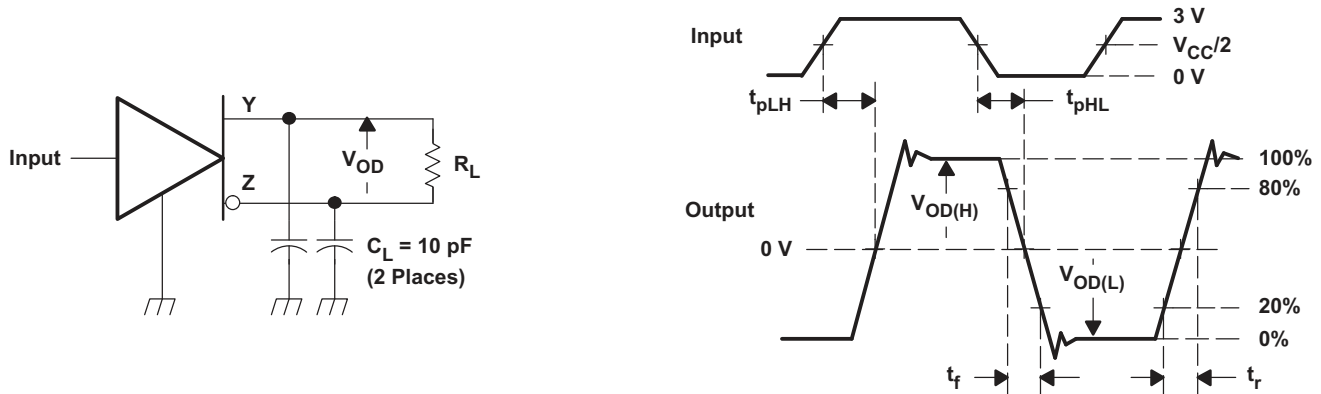 Input
Y
Z
V_OD
R_L
C_L = 10 pF
(2 Places)
Input
3 V
V_CC/2
0 V
t_pLH
t_pHL
Output
0 V
V_OD(H)
V_OD(L)
100%
80%
20%
0%
t_f
t_r